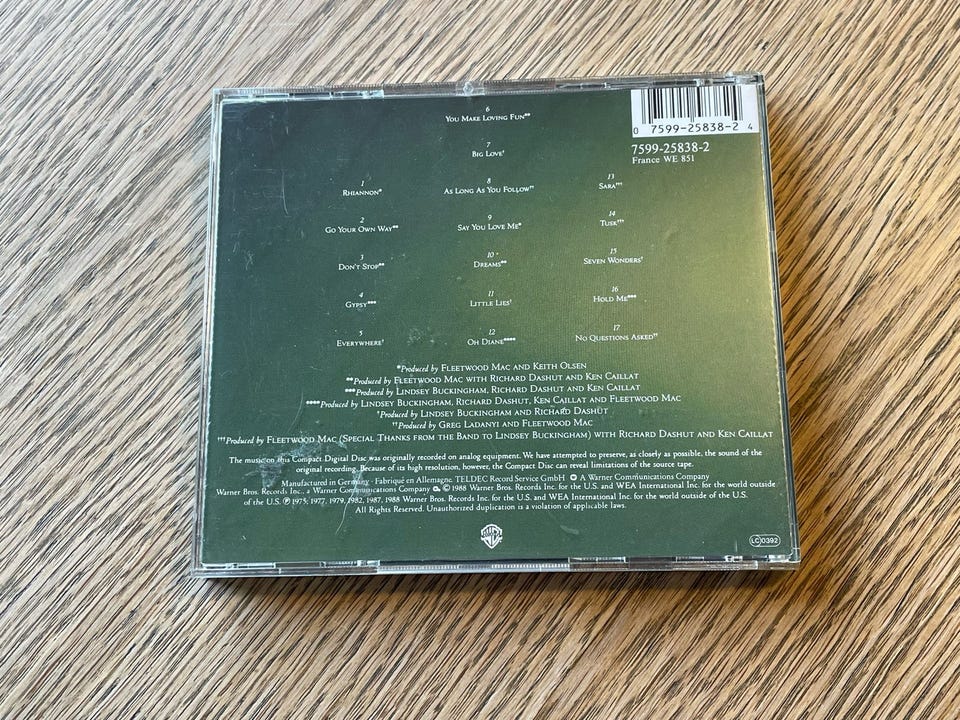 6
YOU MAKE LOVING FUN**
7
BIG LOVE†
1
RHIANNON*
2
GO YOUR OWN WAY**
3
DON'T STOP**
4
GYPSY***
5
EVERYWHERE†
8
AS LONG AS YOU FOLLOW††
9
SAY YOU LOVE ME*
10
DREAMS**
11
LITTLE LIES†
12
OH DIANE****
13
SARA†††
14
TUSK†††
15
SEVEN WONDERS†
16
HOLD ME***
17
NO QUESTIONS ASKED††
0 7599-25838-2 4
7599-25838-2
France WE 851
*Produced by FLEETWOOD MAC AND KEITH OLSEN
**Produced by FLEETWOOD MAC WITH RICHARD DASHUT AND KEN CAILLAT
***Produced by LINDSEY BUCKINGHAM, RICHARD DASHUT AND KEN CAILLAT
****Produced by LINDSEY BUCKINGHAM, RICHARD DASHUT, KEN CAILLAT AND FLEETWOOD MAC
†Produced by LINDSEY BUCKINGHAM AND RICHARD DASHUT
††Produced by GREG LADANYI AND FLEETWOOD MAC
†††Produced by FLEETWOOD MAC (SPECIAL THANKS FROM THE BAND TO LINDSEY BUCKINGHAM) WITH RICHARD DASHUT AND KEN CAILLAT
The music on this Compact Digital Disc was originally recorded on analog equipment. We have attempted to preserve, as closely as possible, the sound of the
original recording. Because of its high resolution, however, the Compact Disc can reveal limitations of the source tape.
Manufactured in Germany · Fabriqué en Allemagne. TELDEC Record Service GmbH A Warner Communications Company
Warner Bros. Records Inc., a Warner Communications Company © 1988 Warner Bros. Records Inc. for the U.S. and WEA International Inc. for the world outside
of the U.S. ℗ 1975, 1977, 1979, 1982, 1987, 1988 Warner Bros. Records Inc. for the U.S. and WEA International Inc. for the world outside of the U.S.
All Rights Reserved. Unauthorized duplication is a violation of applicable laws.
LC 0392